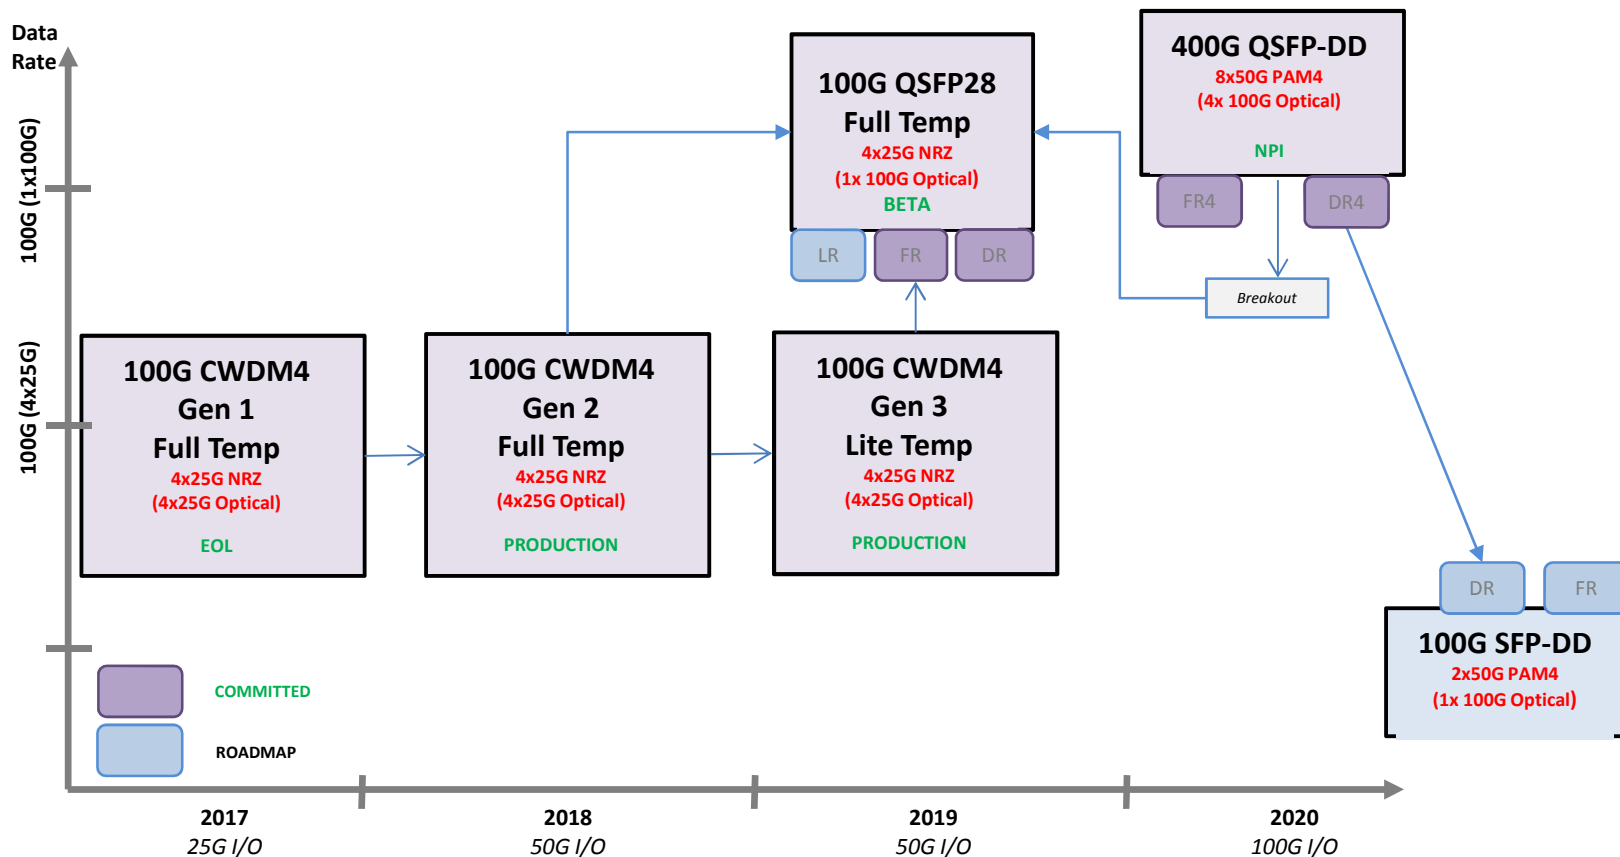 Data
Rate
100G (1x100G)
100G (4x25G)
100G QSFP28
Full Temp
4x25G NRZ
(1x 100G Optical)
BETA
LR
FR
DR
400G QSFP-DD
8x50G PAM4
(4x 100G Optical)
NPI
FR4
DR4
Breakout
100G CWDM4
Gen 1
Full Temp
4x25G NRZ
(4x25G Optical)
EOL
100G CWDM4
Gen 2
Full Temp
4x25G NRZ
(4x25G Optical)
PRODUCTION
100G CWDM4
Gen 3
Lite Temp
4x25G NRZ
(4x25G Optical)
PRODUCTION
DR
FR
100G SFP-DD
2x50G PAM4
(1x 100G Optical)
COMMITTED
ROADMAP
2017
25G I/O
2018
50G I/O
2019
50G I/O
2020
100G I/O